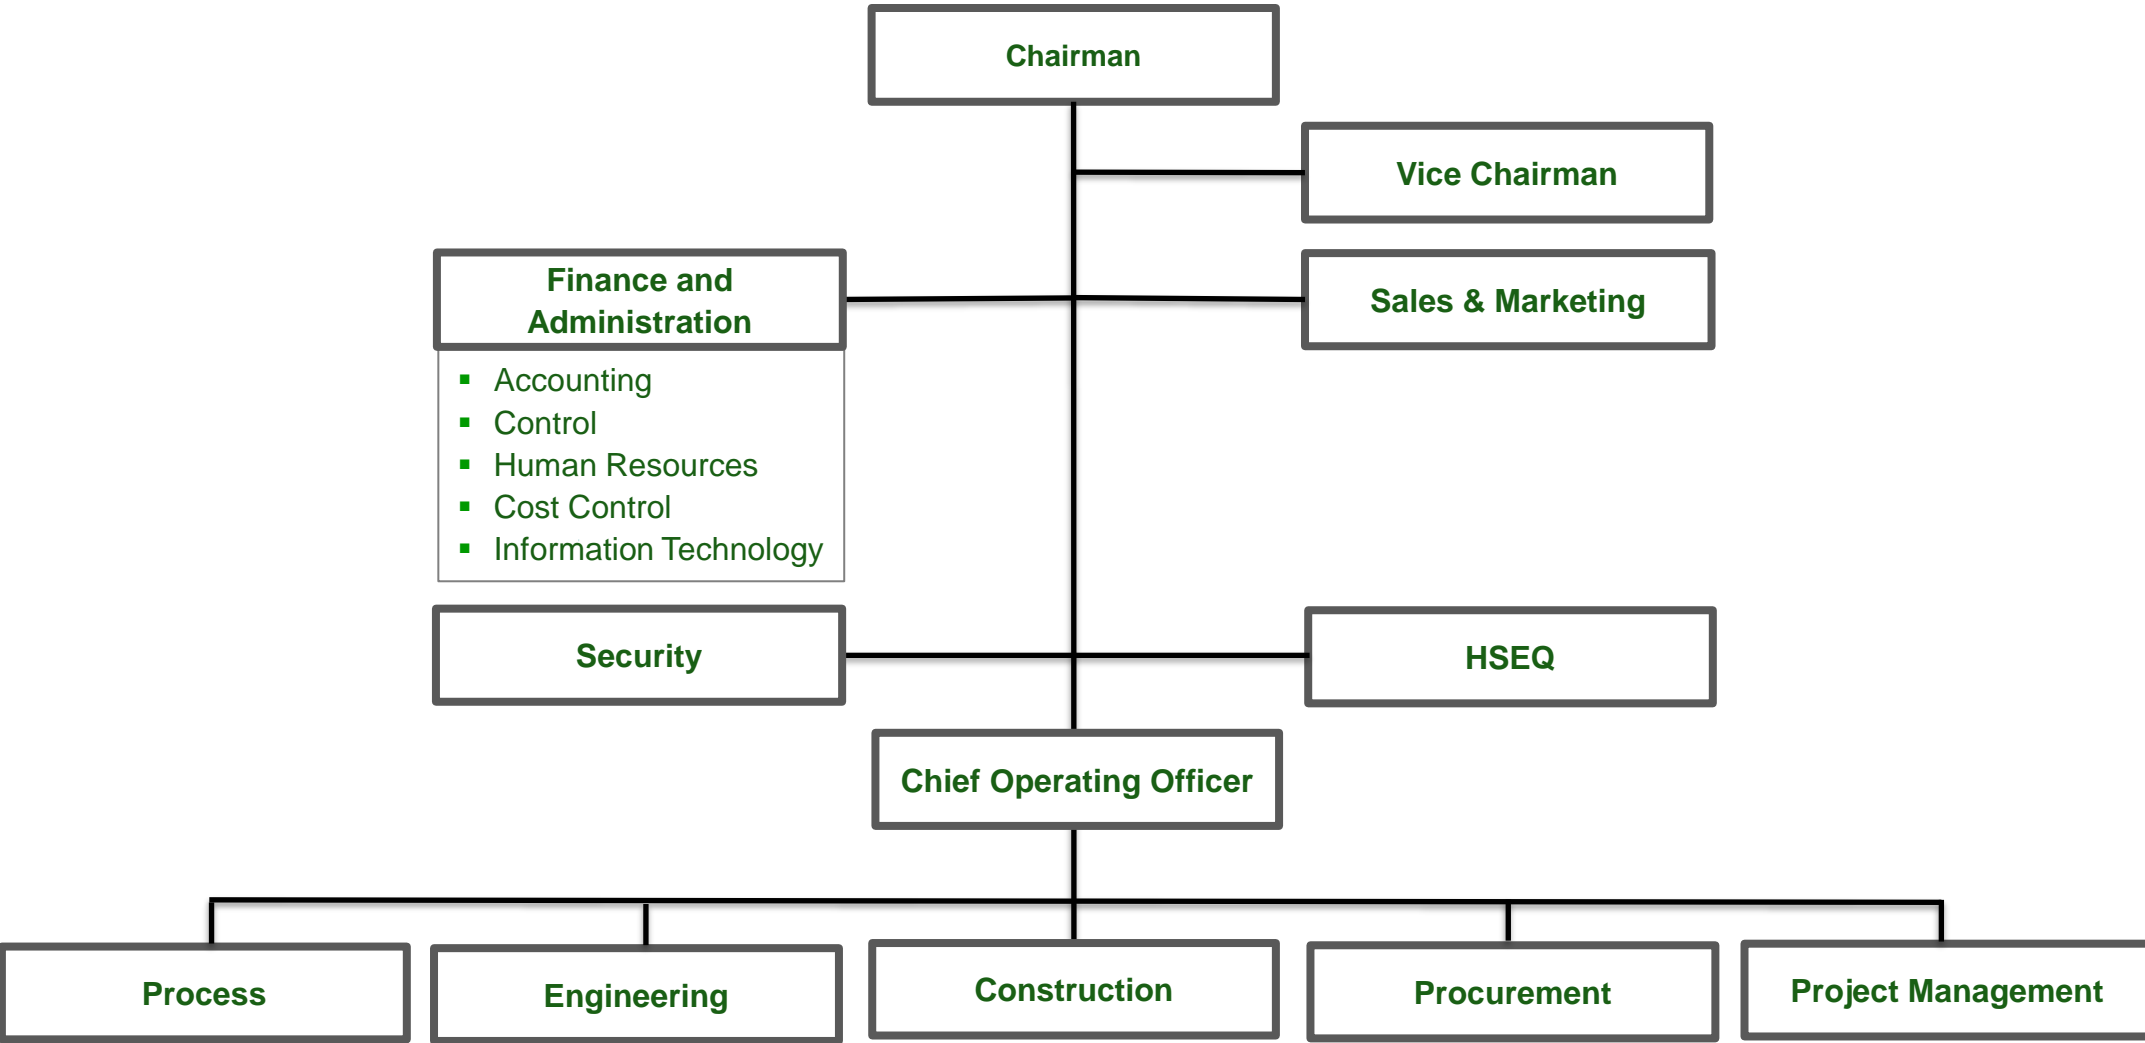 Chairman
Vice Chairman
Finance and
Administration
Sales & Marketing
Accounting
Control
Human Resources
Cost Control
Information Technology
Security
HSEQ
Chief Operating Officer
Process
Engineering
Construction
Procurement
Project Management